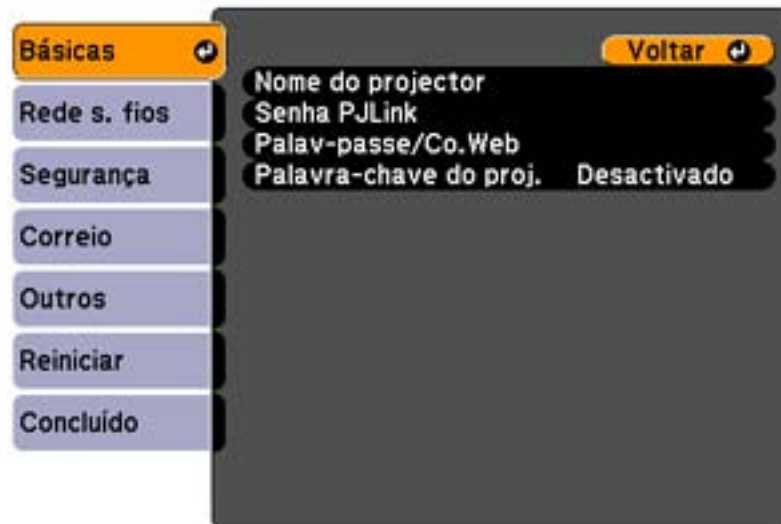 Básicas
Rede s. fios
Segurança
Correio
Outros
Reiniciar
Concluído
Voltar
Nome do projector
Senha PJLink
Palav-passe/Co.Web
Palavra-chave do proj. Desactivado